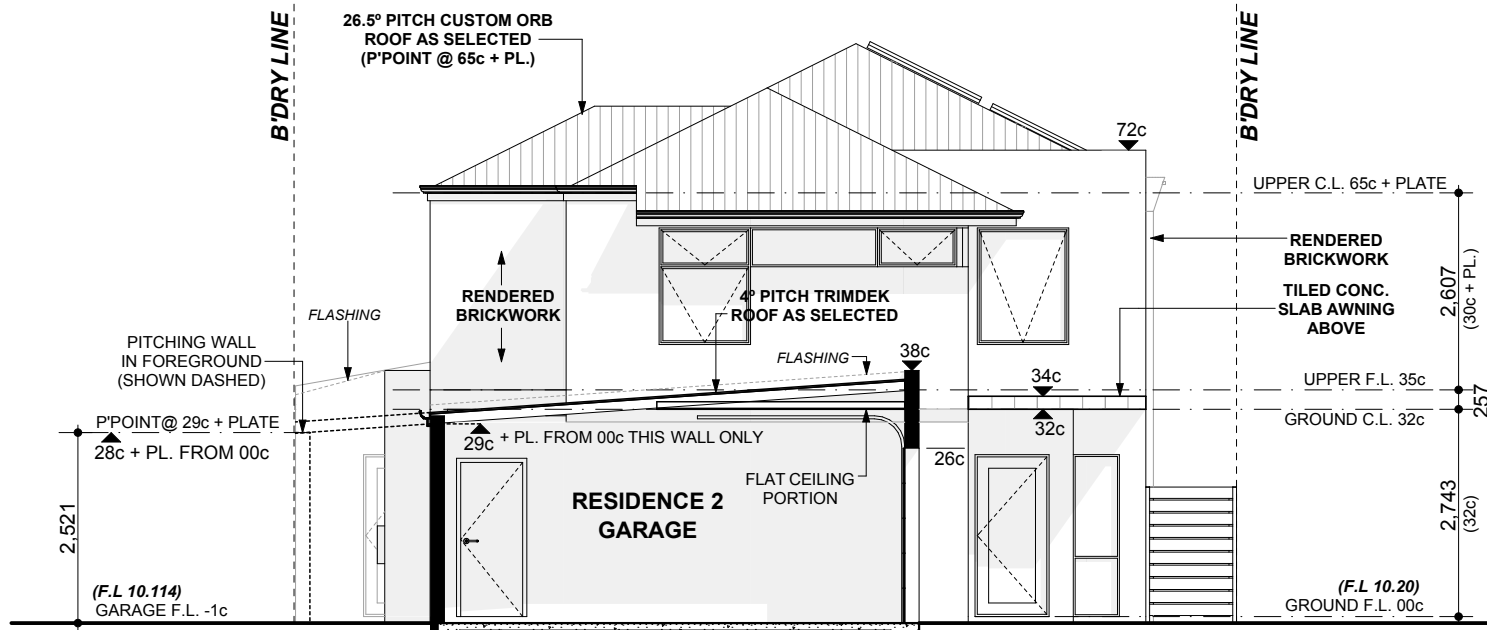 B'DRY LINE
26.5º PITCH CUSTOM ORB
ROOF AS SELECTED
(P'POINT @ 65c + PL.)
B'DRY LINE
72c
UPPER C.L. 65c + PLATE
RENDERED
BRICKWORK
TILED CONC.
SLAB AWNING
ABOVE
2,607
(30c + PL.)
RENDERED
BRICKWORK
4º PITCH TRIMDEK
ROOF AS SELECTED
FLASHING
PITCHING WALL
IN FOREGROUND
(SHOWN DASHED)
FLASHING
38c
34c
UPPER F.L. 35c
257
P'POINT@ 29c + PLATE
28c + PL. FROM 00c
29c + PL. FROM 00c THIS WALL ONLY
32c
GROUND C.L. 32c
26c
FLAT CEILING
PORTION
RESIDENCE 2
GARAGE
2,521
2,743
(32c)
(F.L 10.114)
GARAGE F.L. -1c
(F.L 10.20)
GROUND F.L. 00c